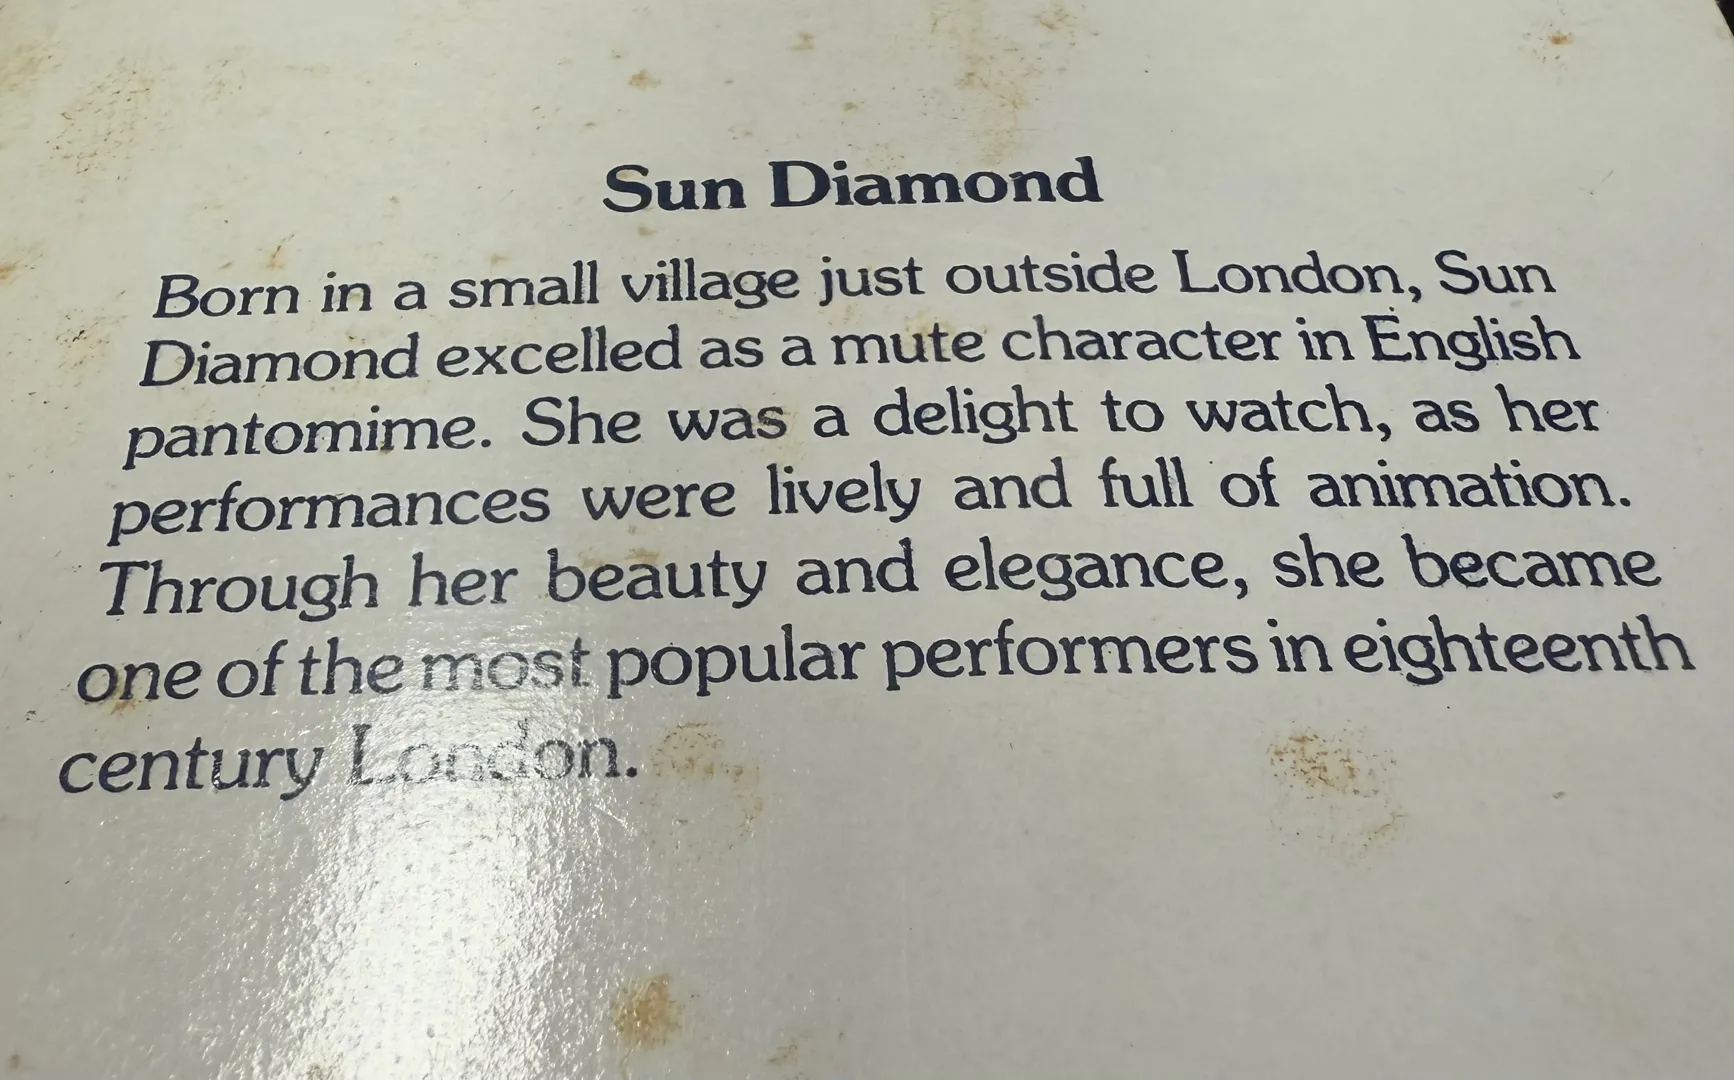 Sun Diamond
Born in a small village just outside London, Sun
Diamond excelled as a mute character in English
pantomime. She was a delight to watch, as her
performances were lively and full of animation.
Through her beauty and elegance, she became
one of the most popular performers in eighteenth
century London.